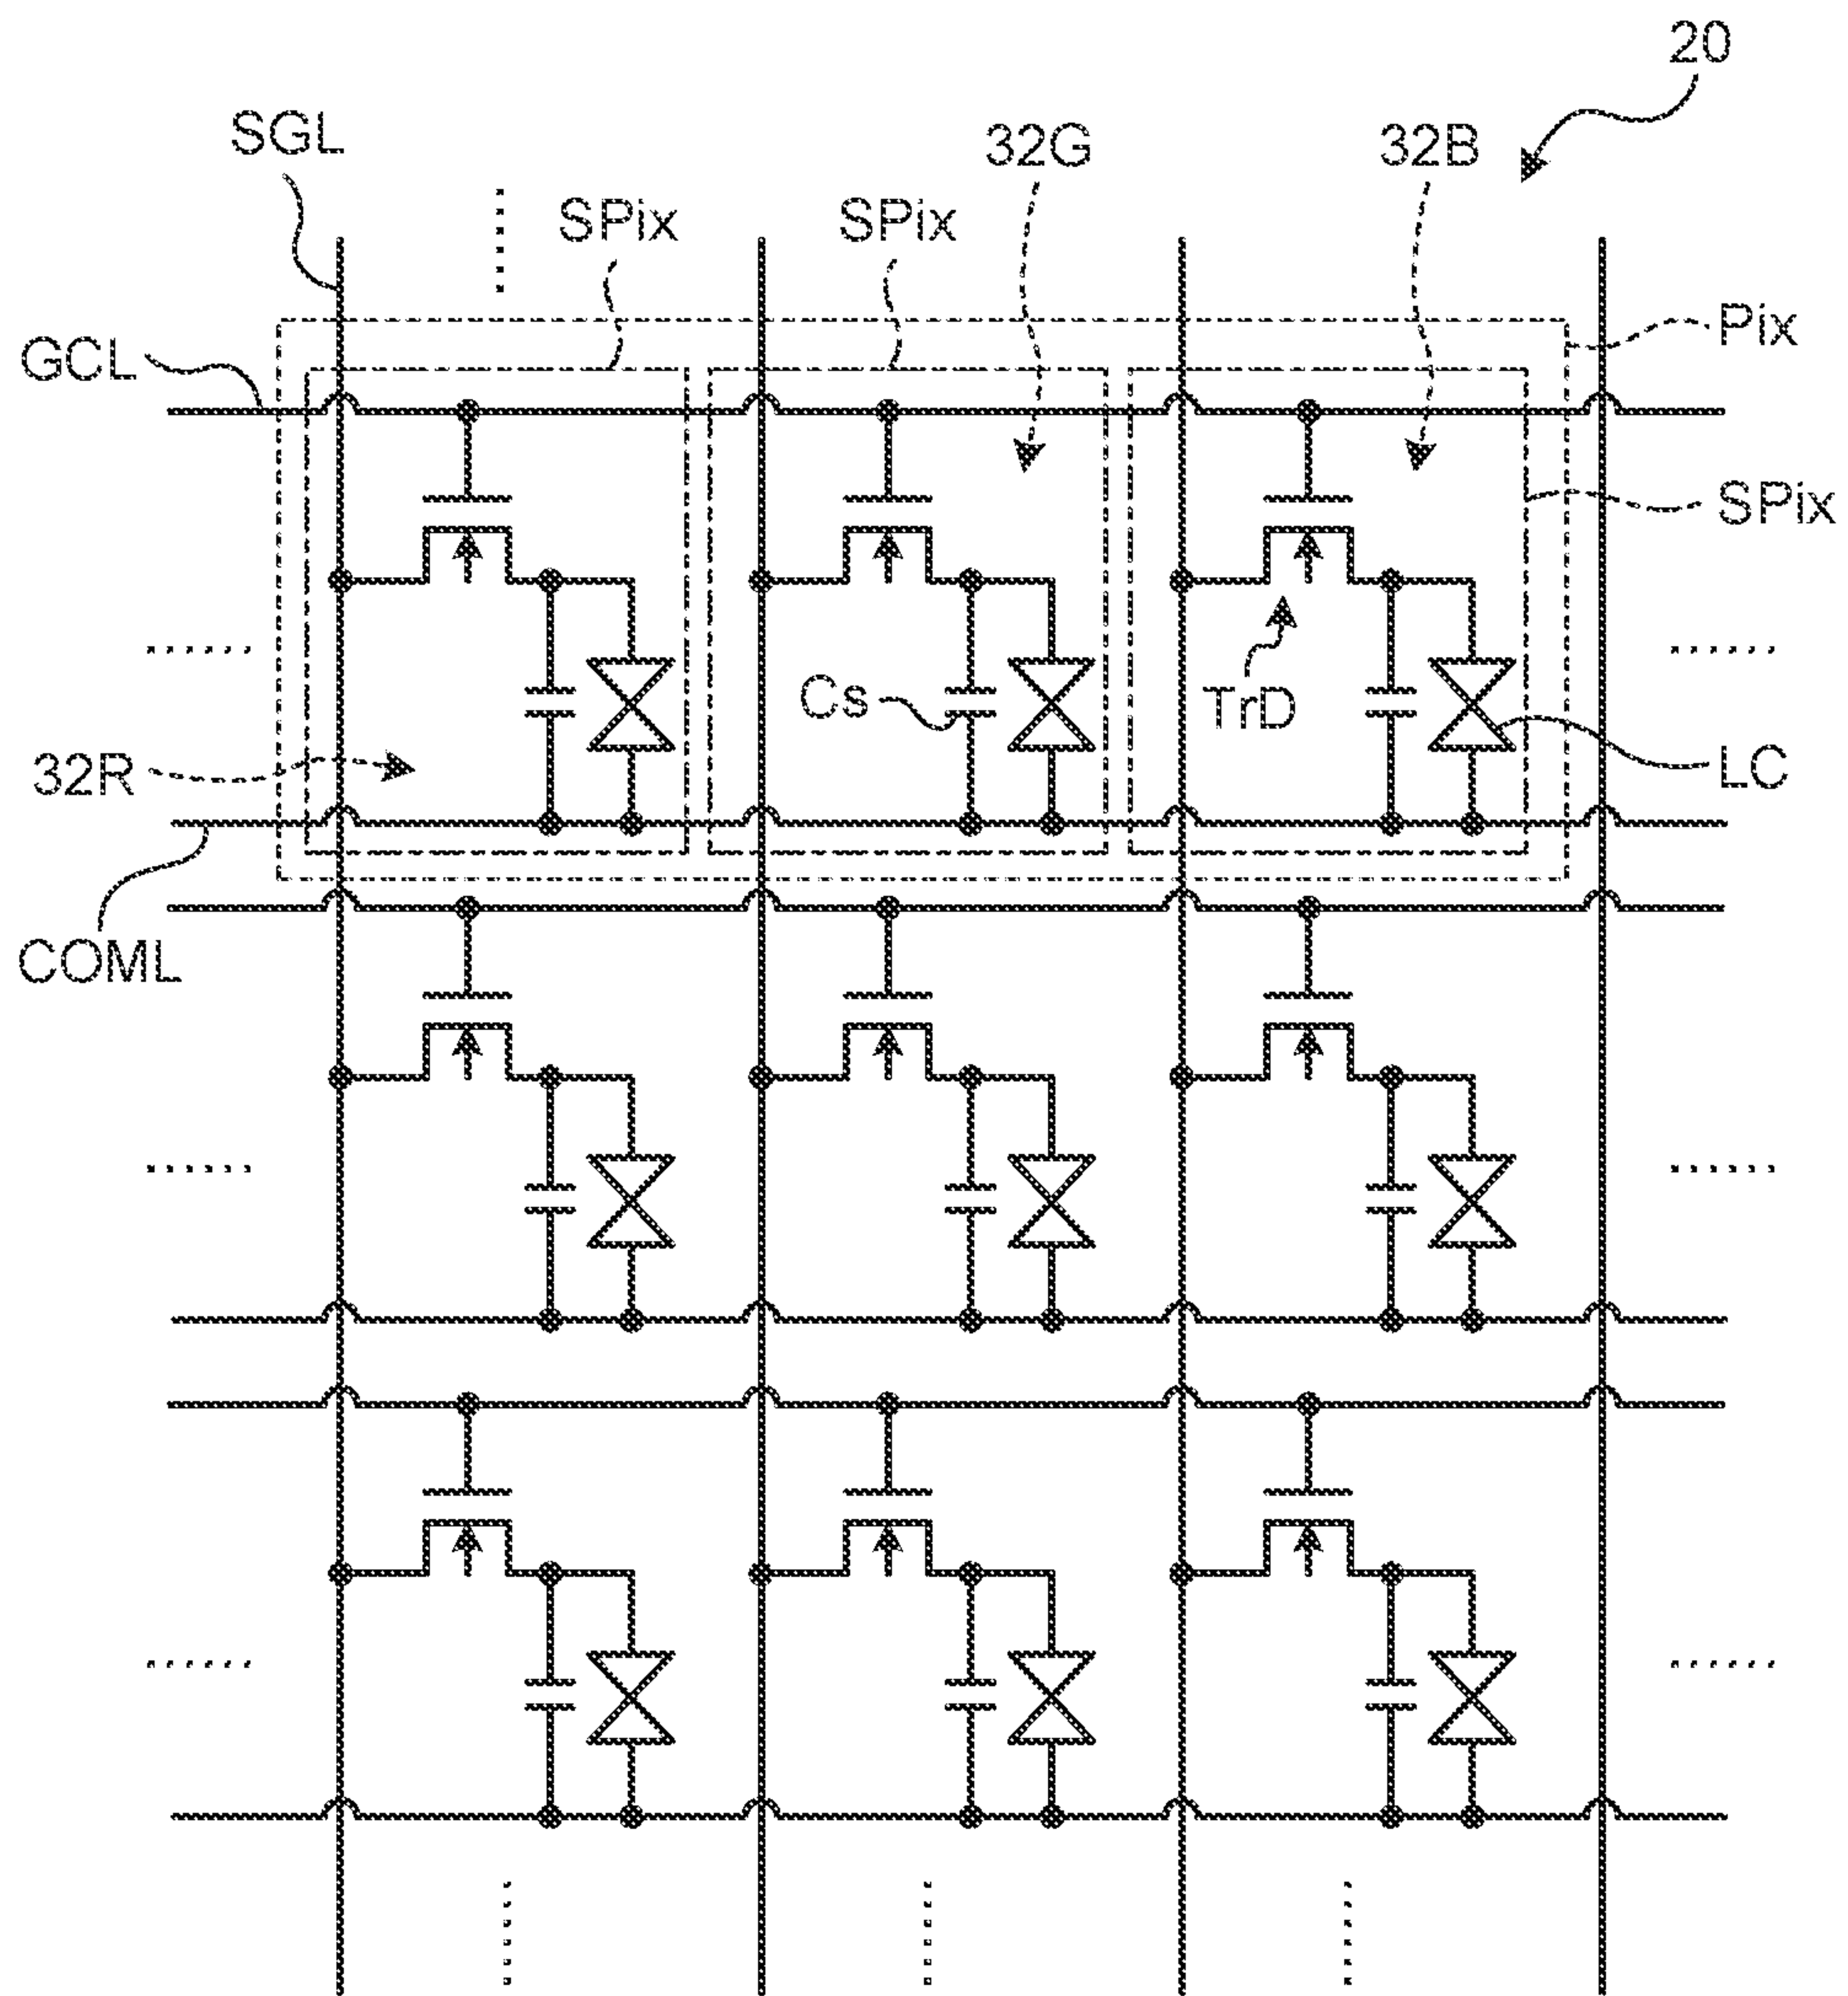 20
SGL
32G
32B
SPix
SPix
Pix
GCL
SPix
Cs
TrD
LC
32R
COML